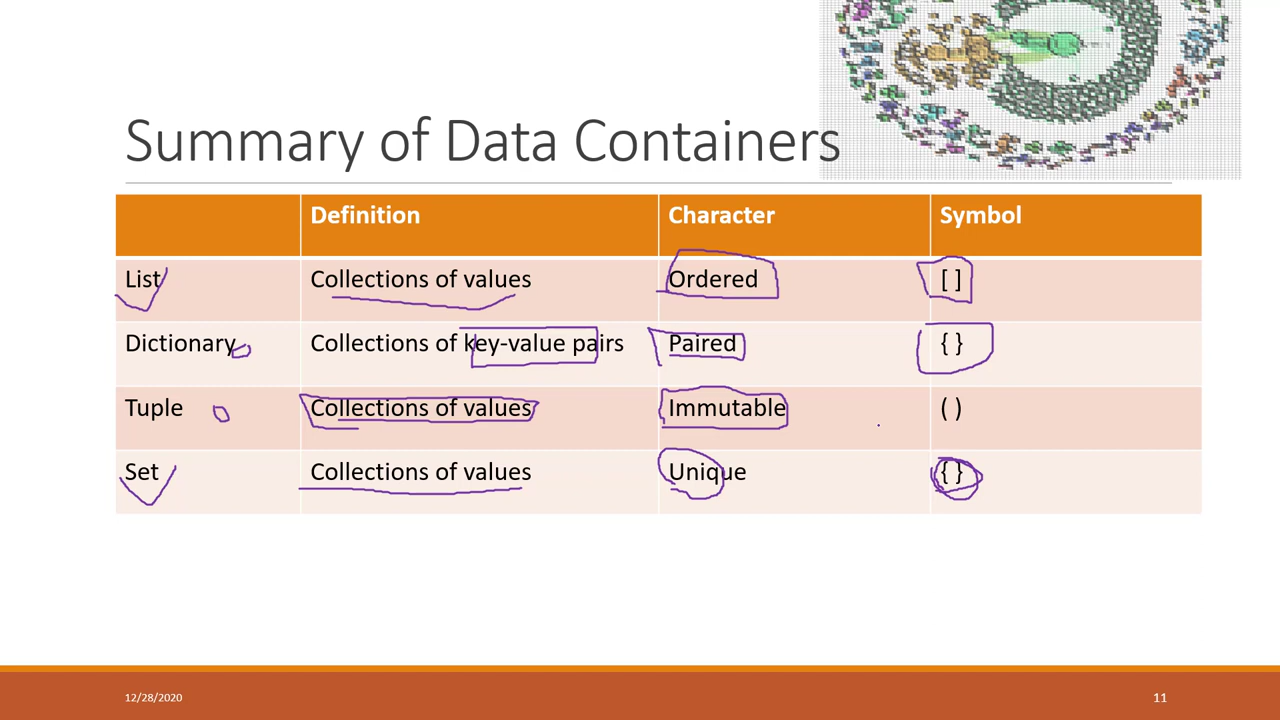 Summary of Data Containers
Definition Character Symbol
List Collections of values Ordered [ ]
Dictionary Collections of key-value pairs Paired { }
Tuple Collections of values Immutable ( )
Set Collections of values Unique { }
12/28/2020 11